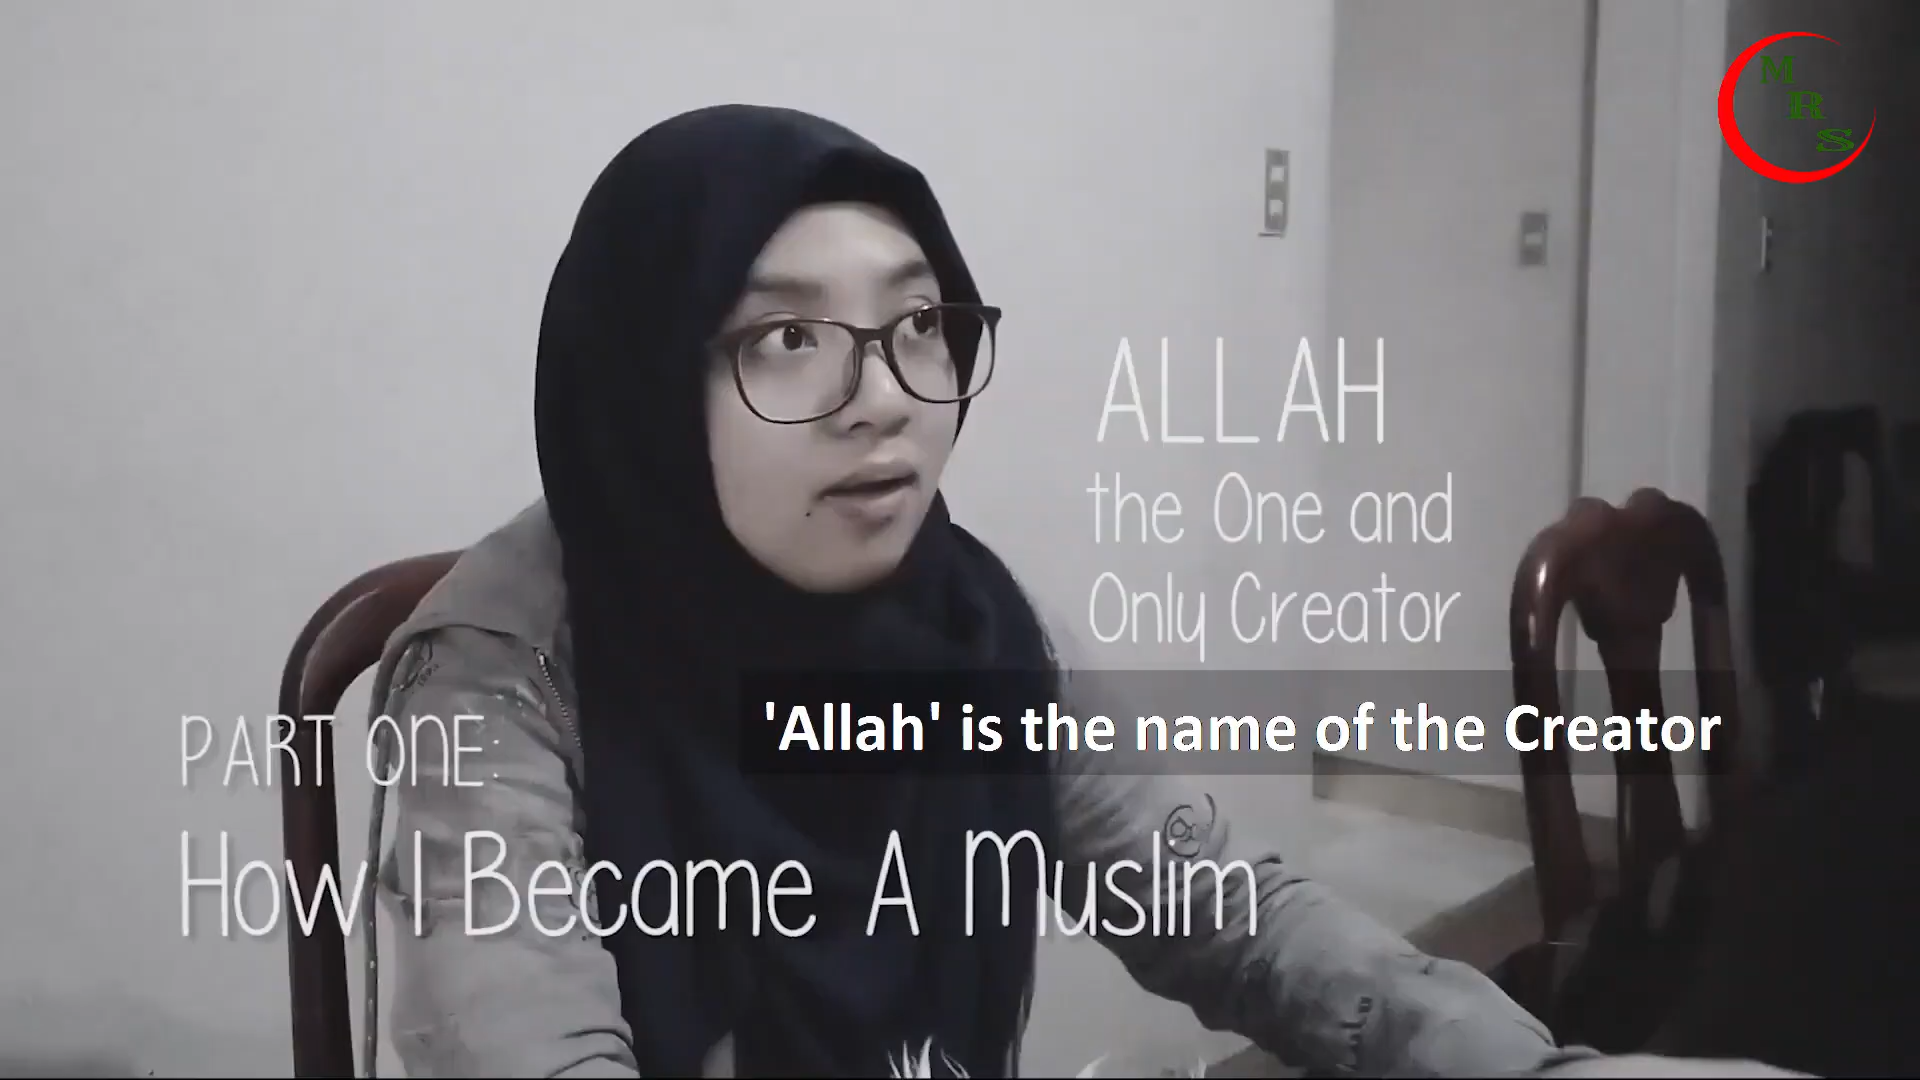 M
R
S
ALLAH
the One and
Only Creator
'Allah' is the name of the Creator
PART ONE:
How I Became A Muslim